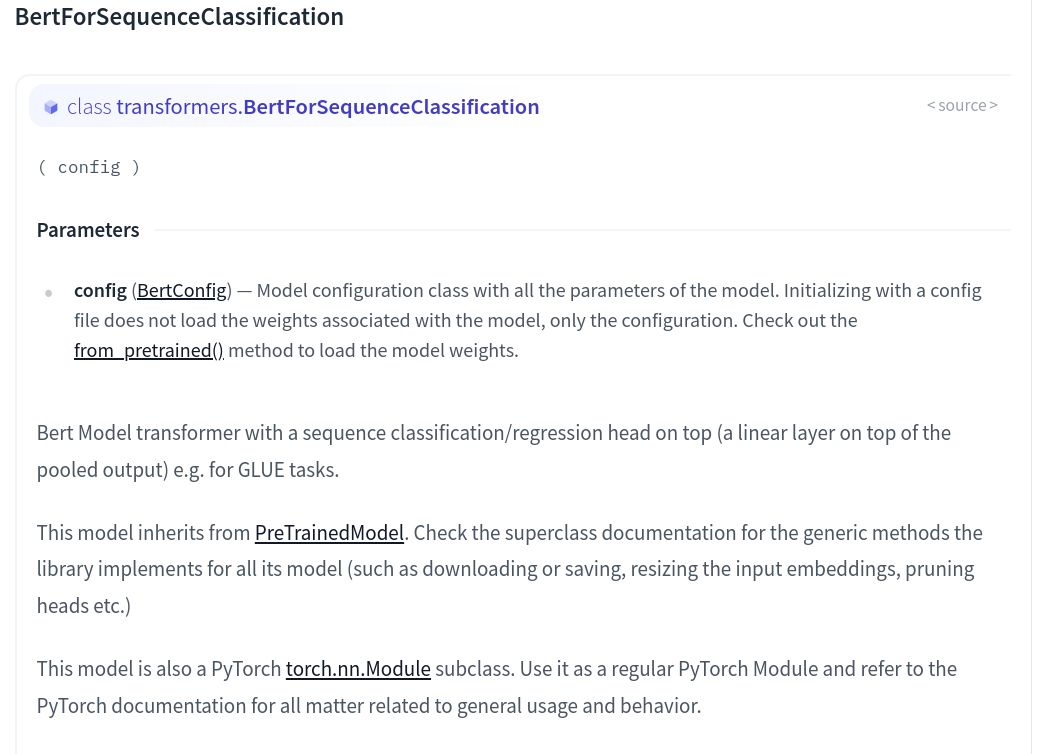 BertForSequenceClassification
class transformers.BertForSequenceClassification
< source >
( config )
Parameters
config (BertConfig) — Model configuration class with all the parameters of the model. Initializing with a config
file does not load the weights associated with the model, only the configuration. Check out the
from_pretrained() method to load the model weights.
Bert Model transformer with a sequence classification/regression head on top (a linear layer on top of the
pooled output) e.g. for GLUE tasks.
This model inherits from PreTrainedModel. Check the superclass documentation for the generic methods the
library implements for all its model (such as downloading or saving, resizing the input embeddings, pruning
heads etc.)
This model is also a PyTorch torch.nn.Module subclass. Use it as a regular PyTorch Module and refer to the
PyTorch documentation for all matter related to general usage and behavior.